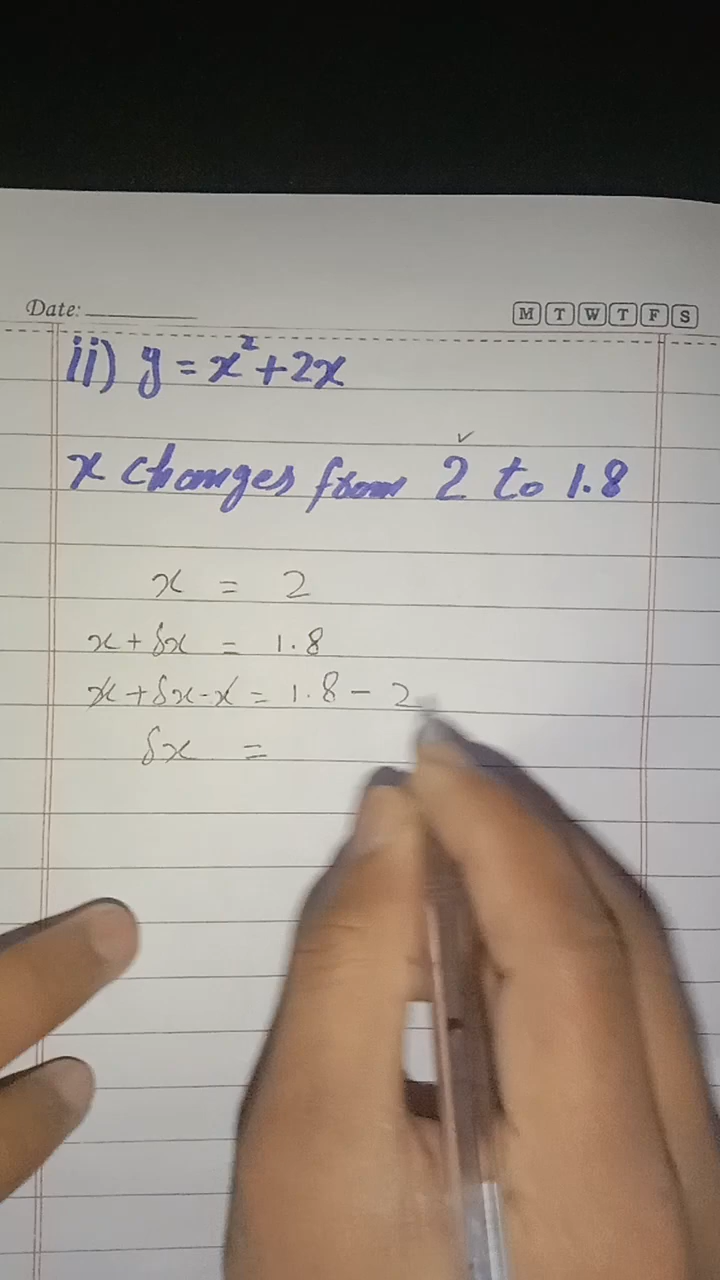 Date:
M T W T F S
ii) y = x² + 2x
x changes from 2 to 1.8
x = 2
x + δx = 1.8
x + δx - x = 1.8 - 2
δx =